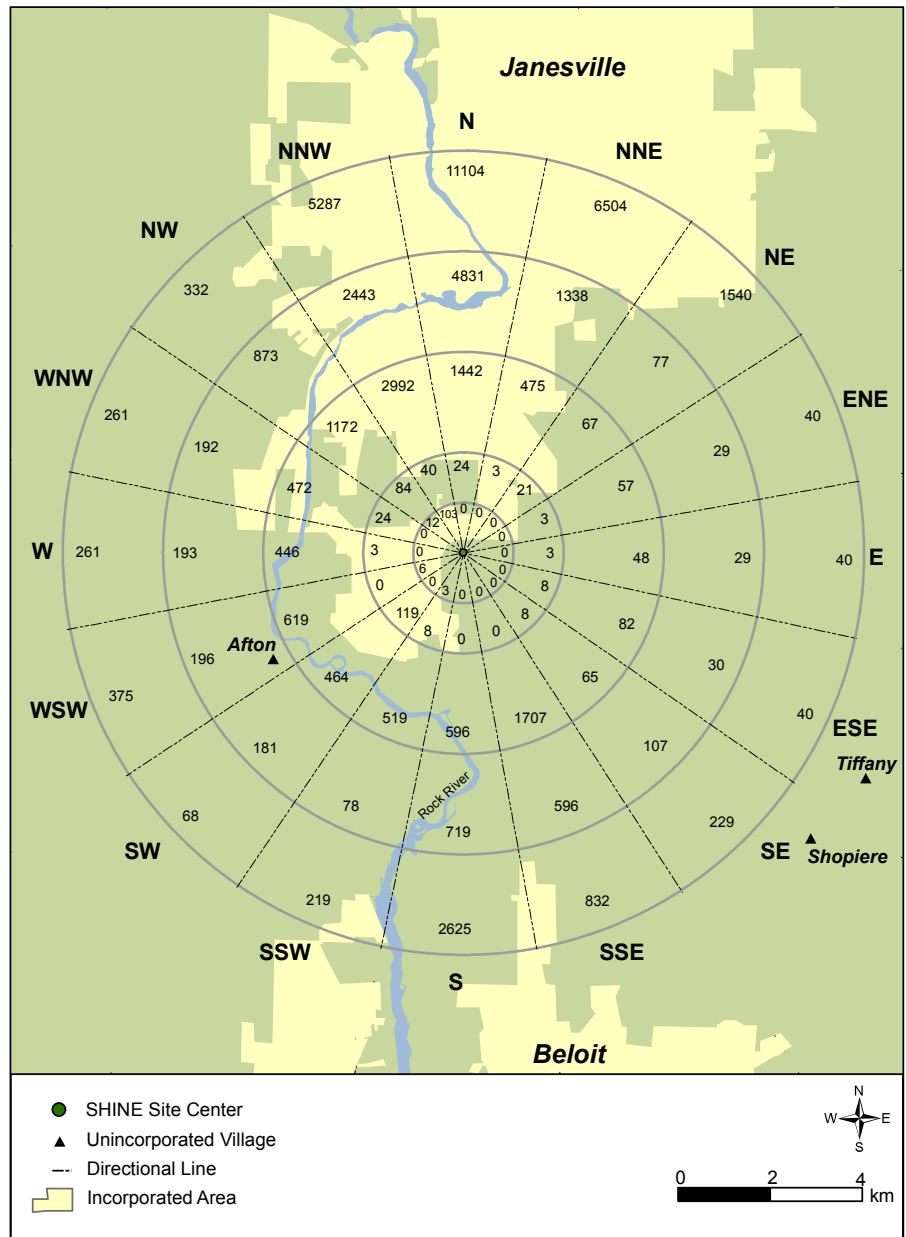 Janesville
N
NNW
NNE
11104
5287
6504
NW
NE
4831
332
2443
1338
1540
873
77
WNW
1442
ENE
2992
475
261
1172
67
40
192
29
40
24
3
472
84
21
57
24
103
0
0
3
12
0
0
0
W
261
193
446
3
0
0
3
48
29
40
E
6
0
0
0
8
0
3
0
0
0
619
119
8
82
Afton
8
0
0
196
30
464
65
375
40
WSW
519
1707
ESE
596
181
107
Tiffany
Rock River
78
596
68
719
229
SW
SE
Shopiere
219
832
2625
SSW
SSE
S
Beloit
SHINE Site Center
Unincorporated Village
Directional Line
Incorporated Area
N
W E
S
0 2 4
km